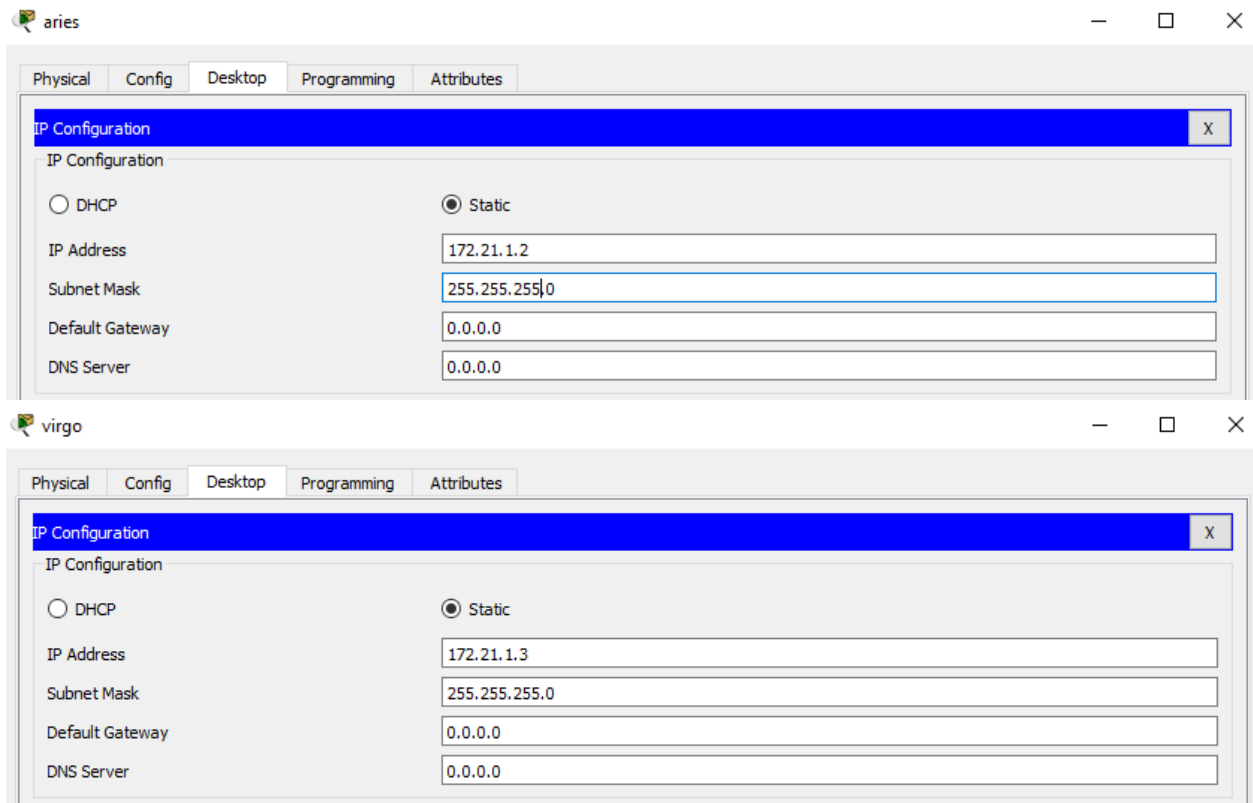 aries
Physical Config Desktop Programming Attributes
IP Configuration X
IP Configuration
DHCP Static
IP Address 172.21.1.2
Subnet Mask 255.255.255.0
Default Gateway 0.0.0.0
DNS Server 0.0.0.0
virgo
Physical Config Desktop Programming Attributes
IP Configuration X
IP Configuration
DHCP Static
IP Address 172.21.1.3
Subnet Mask 255.255.255.0
Default Gateway 0.0.0.0
DNS Server 0.0.0.0